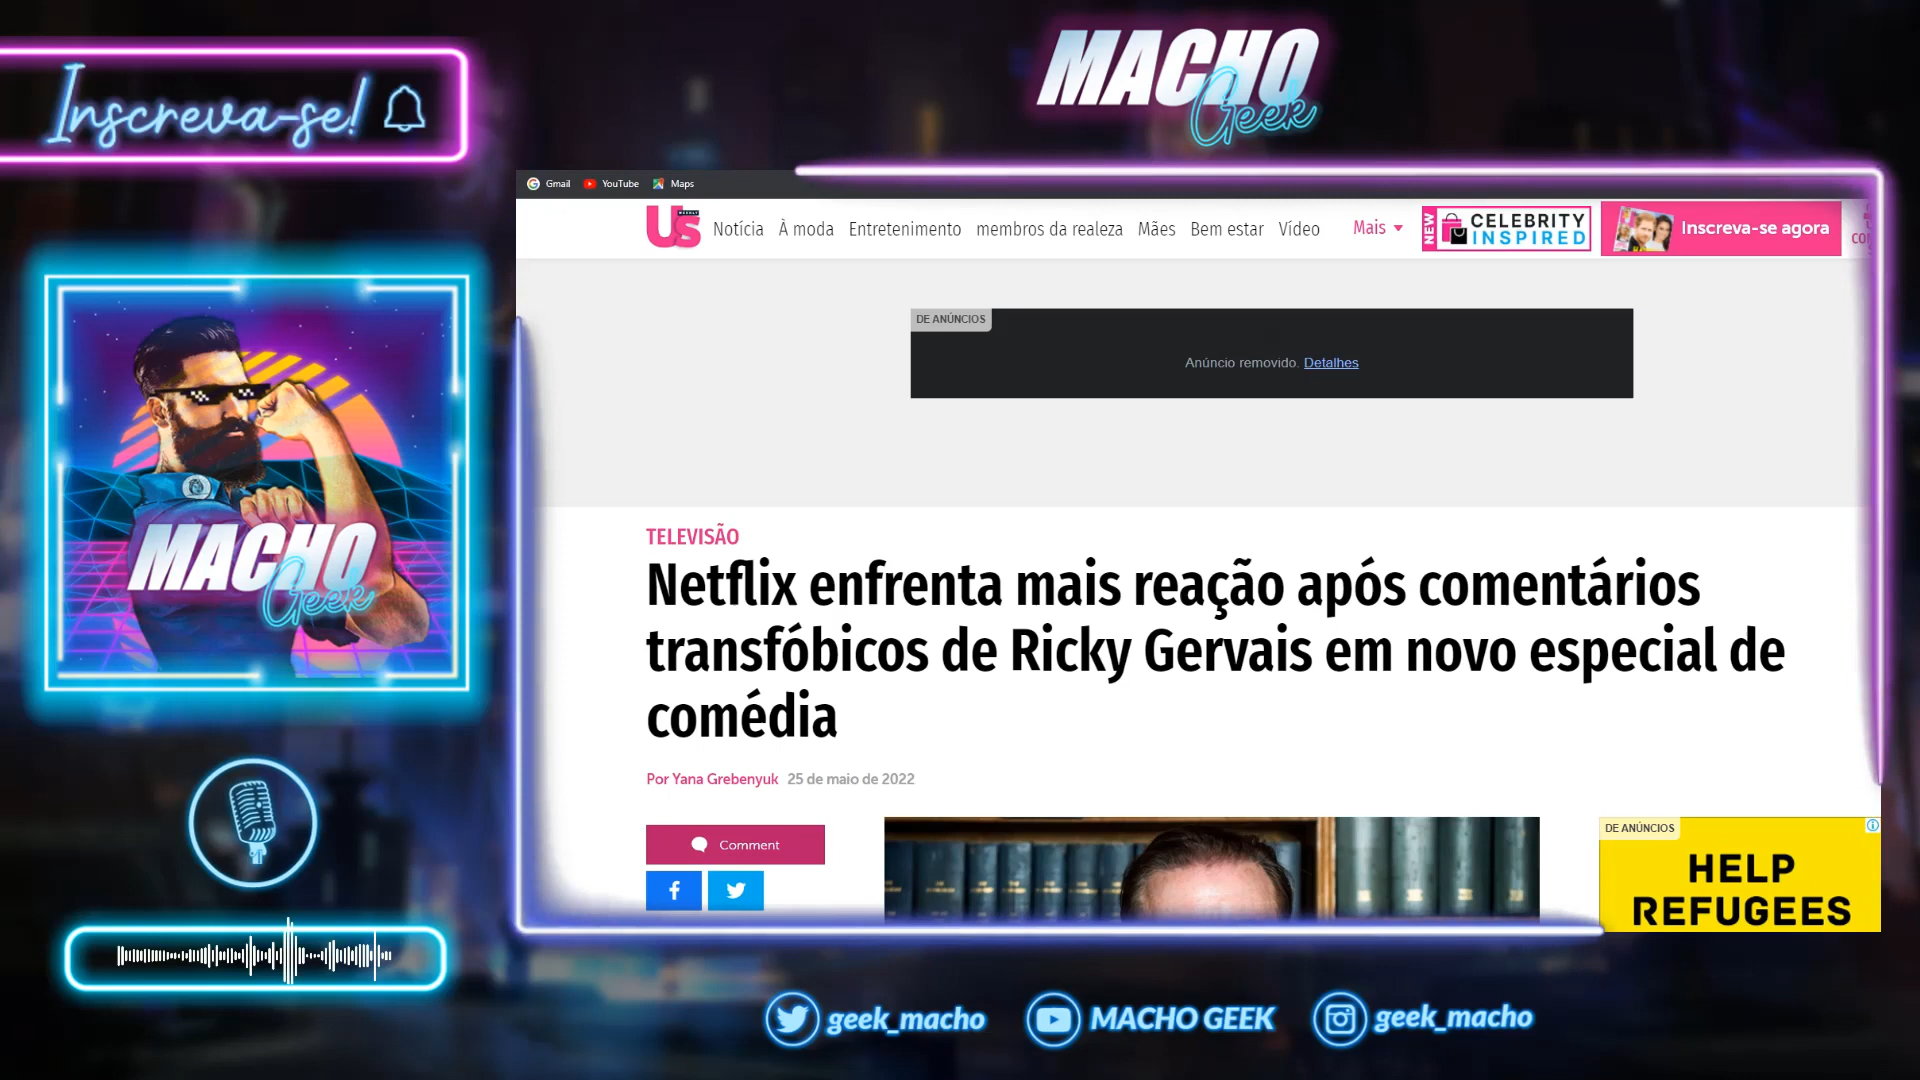 Inscreva-se!
MACHO
Geek
Gmail YouTube Maps
Us WEEKLY Notícia À moda Entretenimento membros da realeza Mães Bem estar Vídeo Mais NEW CELEBRITY INSPIRED Inscreva-se agora
DE ANÚNCIOS
Anúncio removido. Detalhes
TELEVISÃO
Netflix enfrenta mais reação após comentários
transfóbicos de Ricky Gervais em novo especial de
comédia
Por Yana Grebenyuk 25 de maio de 2022
Comment
DE ANÚNCIOS
HELP
REFUGEES
MACHO
Geek
geek_macho MACHO GEEK geek_macho